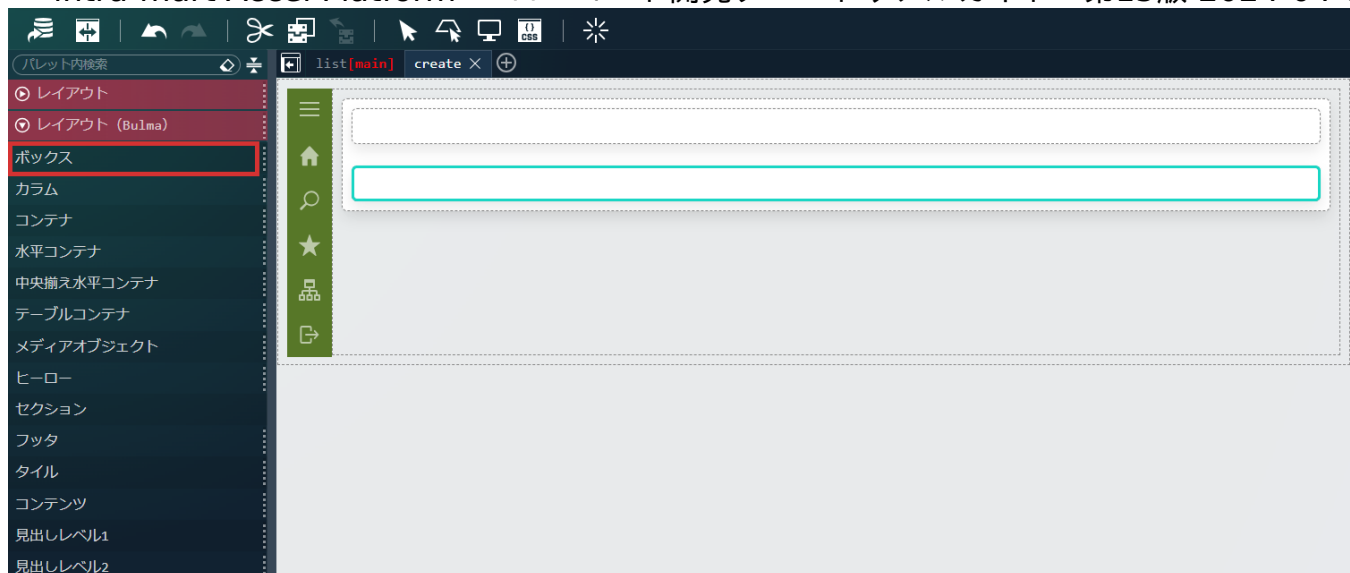 パレット内検索
list[main] create
レイアウト
レイアウト (Bulma)
ボックス
カラム
コンテナ
水平コンテナ
中央揃え水平コンテナ
テーブルコンテナ
メディアオブジェクト
ヒーロー
セクション
フッタ
タイル
コンテンツ
見出しレベル1
見出しレベル2
CSS